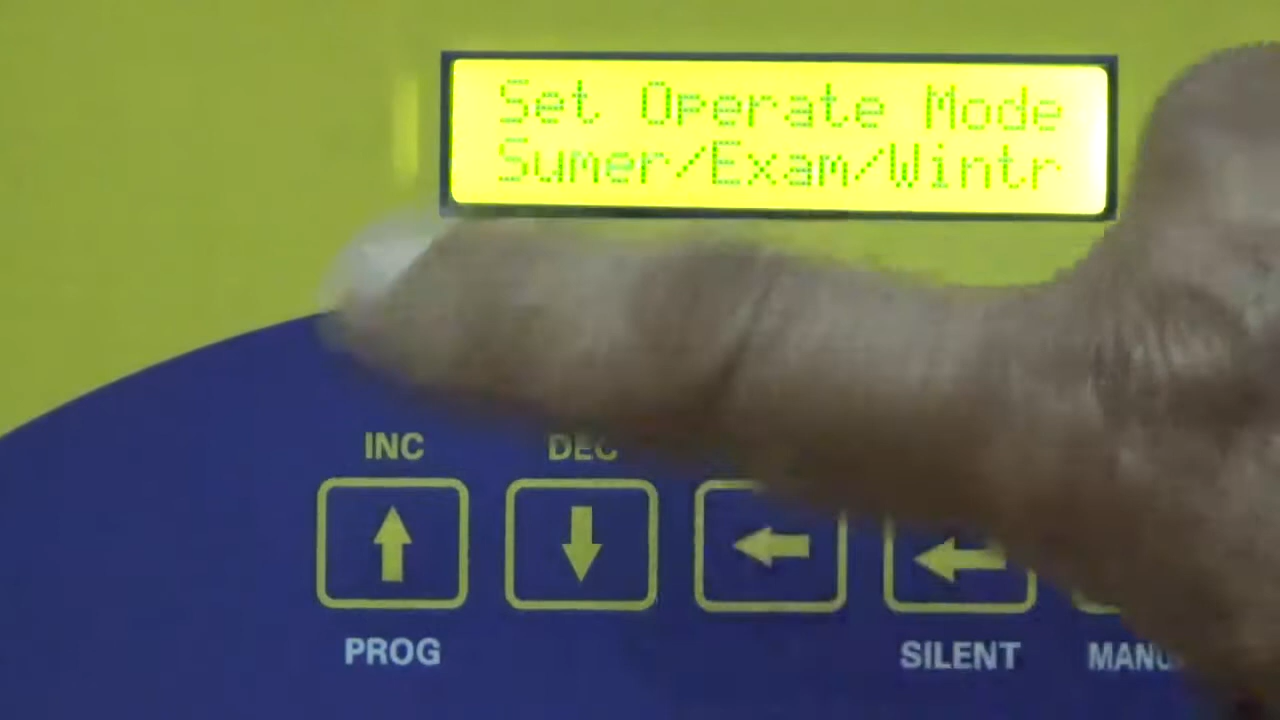 Set Operate Mode
Sumer/Exam/Wintr
INC DEC
PROG SILENT